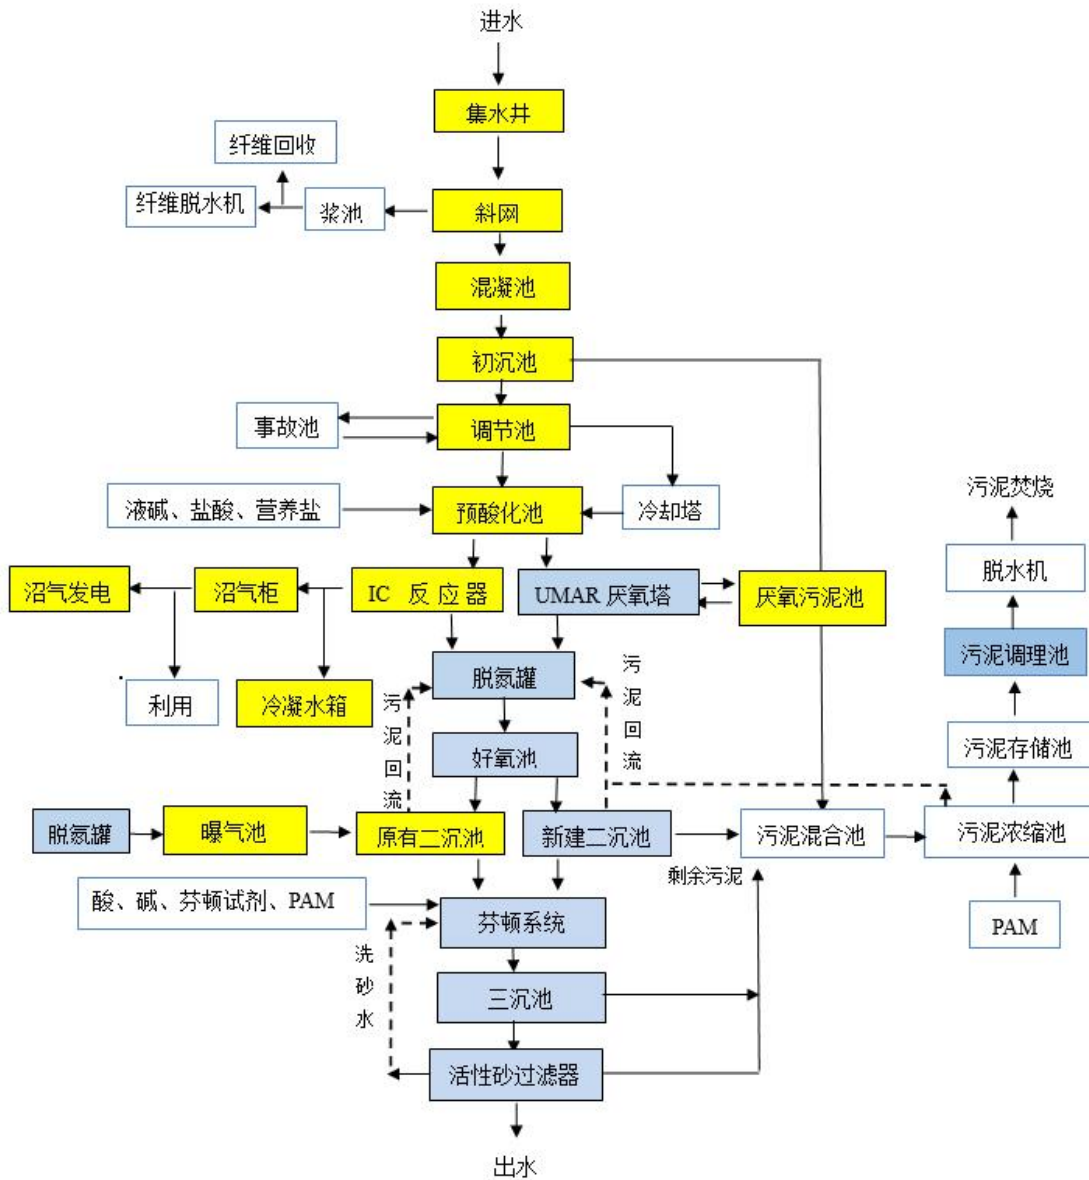 进水
集水井
纤维回收
纤维脱水机
浆池
斜网
混凝池
初沉池
事故池
调节池
液碱、盐酸、营养盐
预酸化池
冷却塔
污泥焚烧
脱水机
沼气发电
沼气柜
IC 反应器
UMAR 厌氧塔
厌氧污泥池
污泥调理池
利用
冷凝水箱
污泥回流
脱氮罐
污泥回流
好氧池
污泥存储池
脱氮罐
曝气池
原有二沉池
新建二沉池
污泥混合池
污泥浓缩池
剩余污泥
酸、碱、芬顿试剂、PAM
芬顿系统
PAM
洗砂水
三沉池
活性砂过滤器
出水